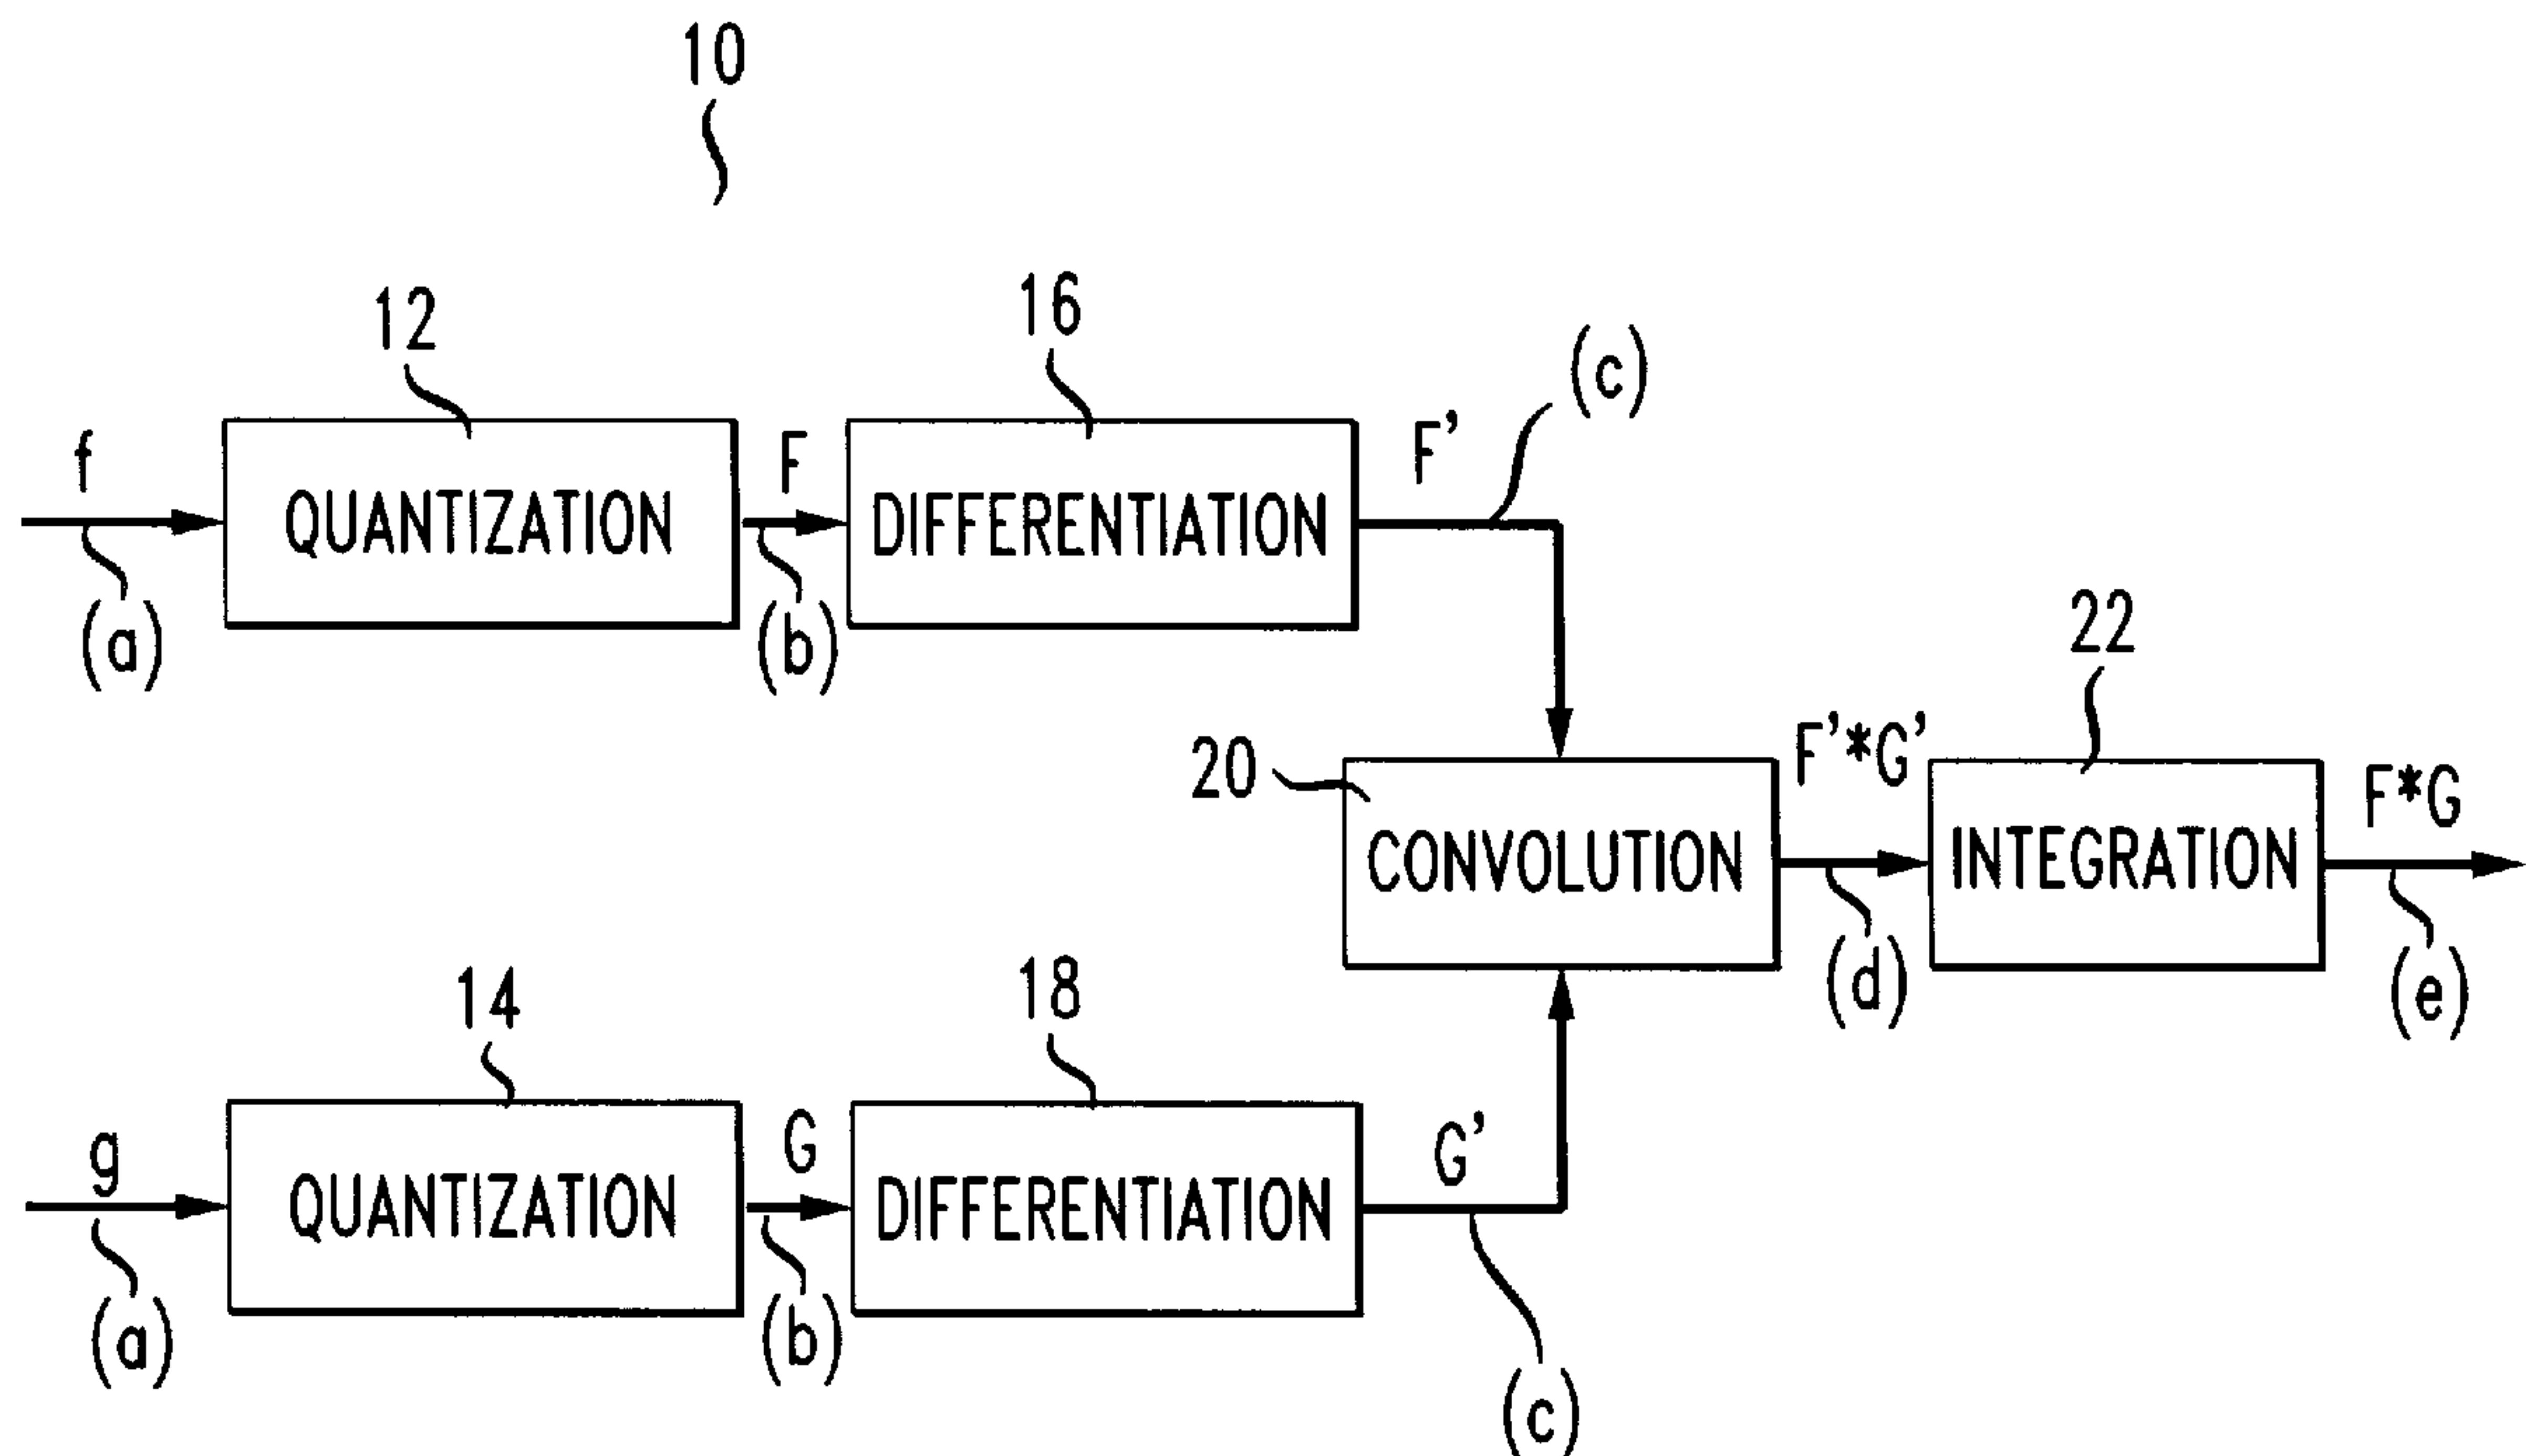 10
12
16
(c)
f
F
F'
QUANTIZATION
DIFFERENTIATION
(a)
(b)
22
20
F'*G'
F*G
CONVOLUTION
INTEGRATION
(d)
(e)
14
18
g
G
G'
QUANTIZATION
DIFFERENTIATION
(a)
(b)
(c)